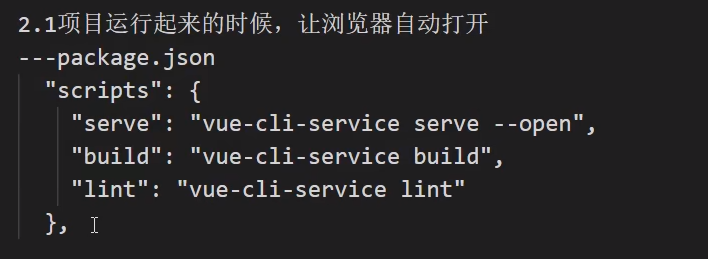 2.1项目运行起来的时候，让浏览器自动打开
---package.json
"scripts": {
"serve": "vue-cli-service serve --open",
"build": "vue-cli-service build",
"lint": "vue-cli-service lint"
},